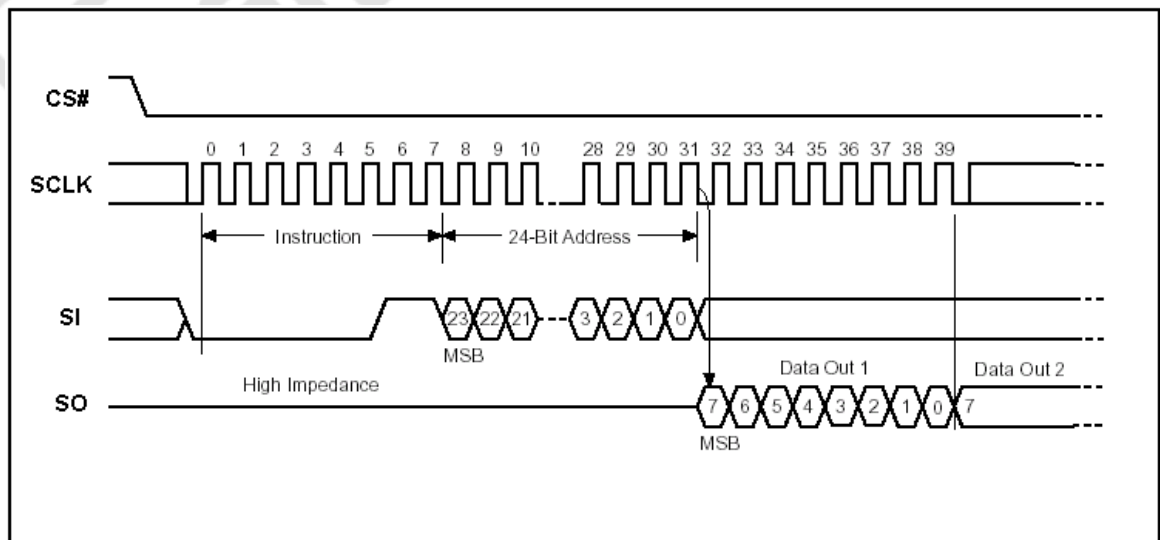 CS#
0 1 2 3 4 5 6 7 8 9 10 28 29 30 31 32 33 34 35 36 37 38 39
SCLK
Instruction 24-Bit Address
SI 23 22 21 3 2 1 0
MSB
Data Out 1 Data Out 2
High Impedance
SO 7 6 5 4 3 2 1 0 7
MSB